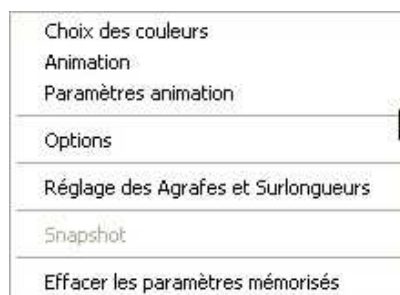 Choix des couleurs
Animation
Paramètres animation
Options
Réglage des Agrafes et Surlongueurs
Snapshot
Effacer les paramètres mémorisés